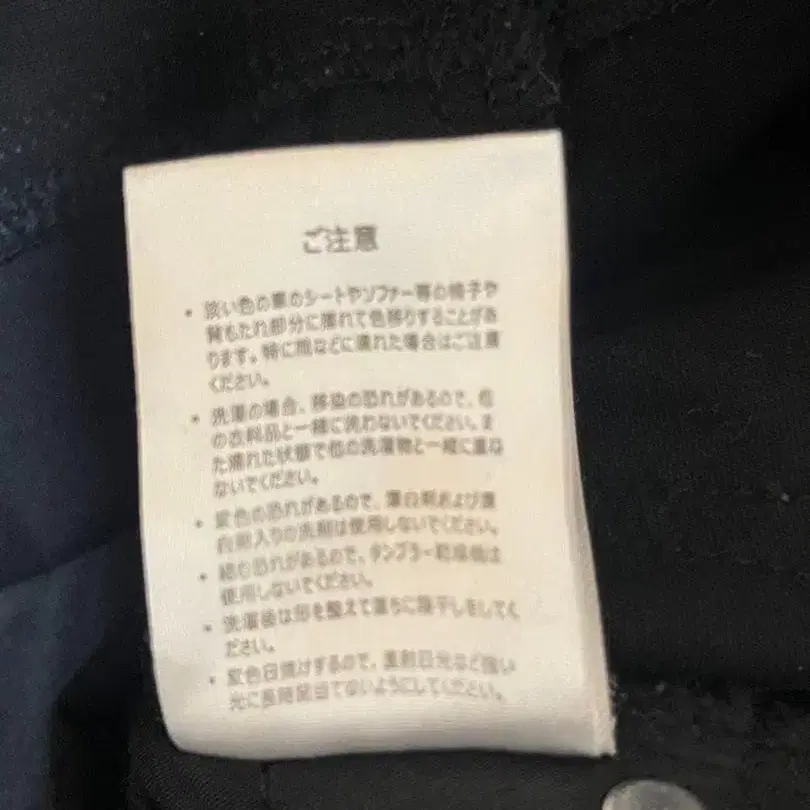 ご注意
・淡い色の車のシートやソファー等の椅子や
背もたれ部分に擦れて色移りすることがあ
ります。特に雨などに濡れた場合はご注意
ください。
・洗濯の場合、移染の恐れがあるので、他
の衣料品と一緒に洗わないでください。ま
た濡れた状態で他の洗濯物と一緒に重ね
ないでください。
・変色の恐れがあるので、漂白剤および漂
白剤入りの洗剤は使用しないでください。
・縮む恐れがあるので、タンブラー乾燥機は
使用しないでください。
・洗濯後は形を整えて直ちに陰干しをしてく
ださい。
・変色日焼けするので、直射日光など強い
光に長時間当てないようにしてください。